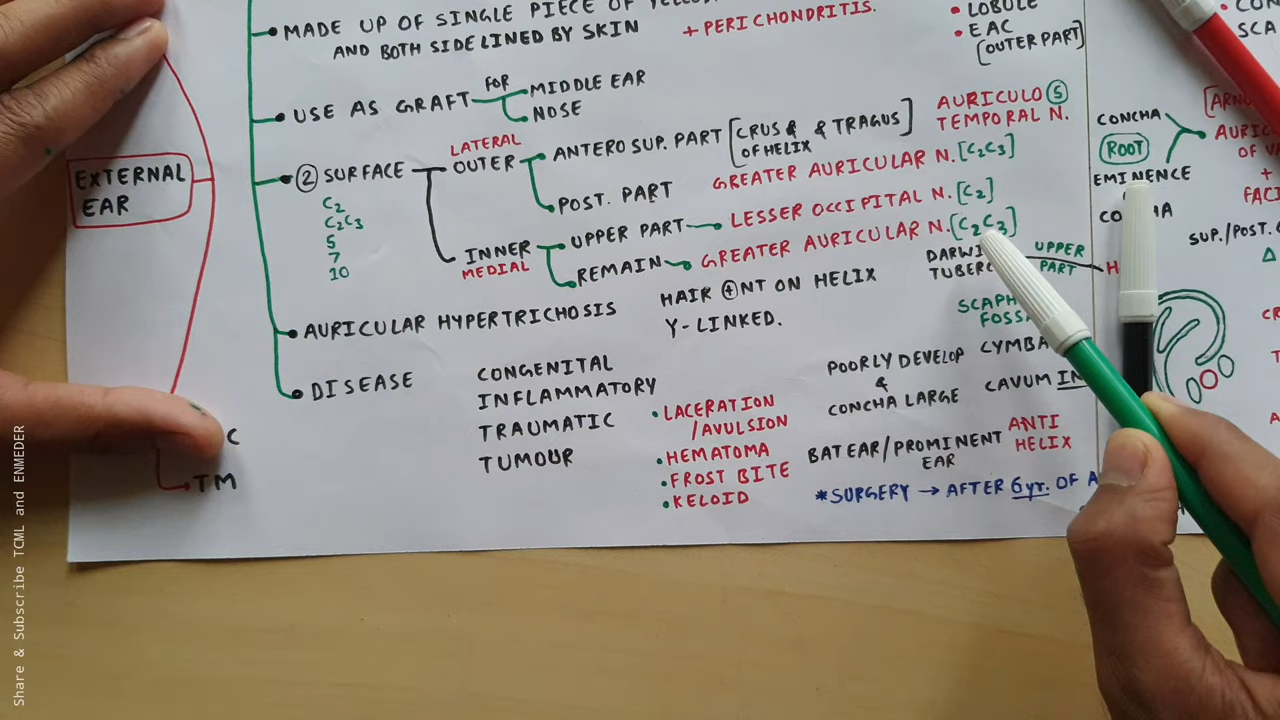 MADE UP OF SINGLE PIECE OF
AND BOTH SIDE LINED BY SKIN
+ PERICHONDRITIS.
• LOBULE
• EAC
[OUTER PART]
USE AS GRAFT FOR MIDDLE EAR
NOSE
EXTERNAL
EAR
C
TM
② SURFACE
C2
C2C3
5
7
10
LATERAL
OUTER
ANTERO SUP. PART [CRUS & & TRAGUS]
OF HELIX
AURICULO ⑤
TEMPORAL N.
POST. PART GREATER AURICULAR N. [C2C3]
INNER
MEDIAL
UPPER PART LESSER OCCIPITAL N. [C2]
REMAIN GREATER AURICULAR N. [C2C3]
AURICULAR HYPERTRICHOSIS
HAIR ⊕NT ON HELIX
Y-LINKED.
DISEASE
CONGENITAL
INFLAMMATORY
TRAUMATIC
TUMOUR
• LACERATION
/AVULSION
• HEMATOMA
• FROST BITE
• KELOID
UPPER
PART
CYMBA
CAVUM
POORLY DEVELOP
&
CONCHA LARGE
ANTI
HELIX
BAT EAR/PROMINENT
EAR
*SURGERY → AFTER 6yr. OF
CONCHA
ROOT
EMINENCE
SUP./POST.
Δ
OF
+
Share & Subscribe TCML and ENMEDER